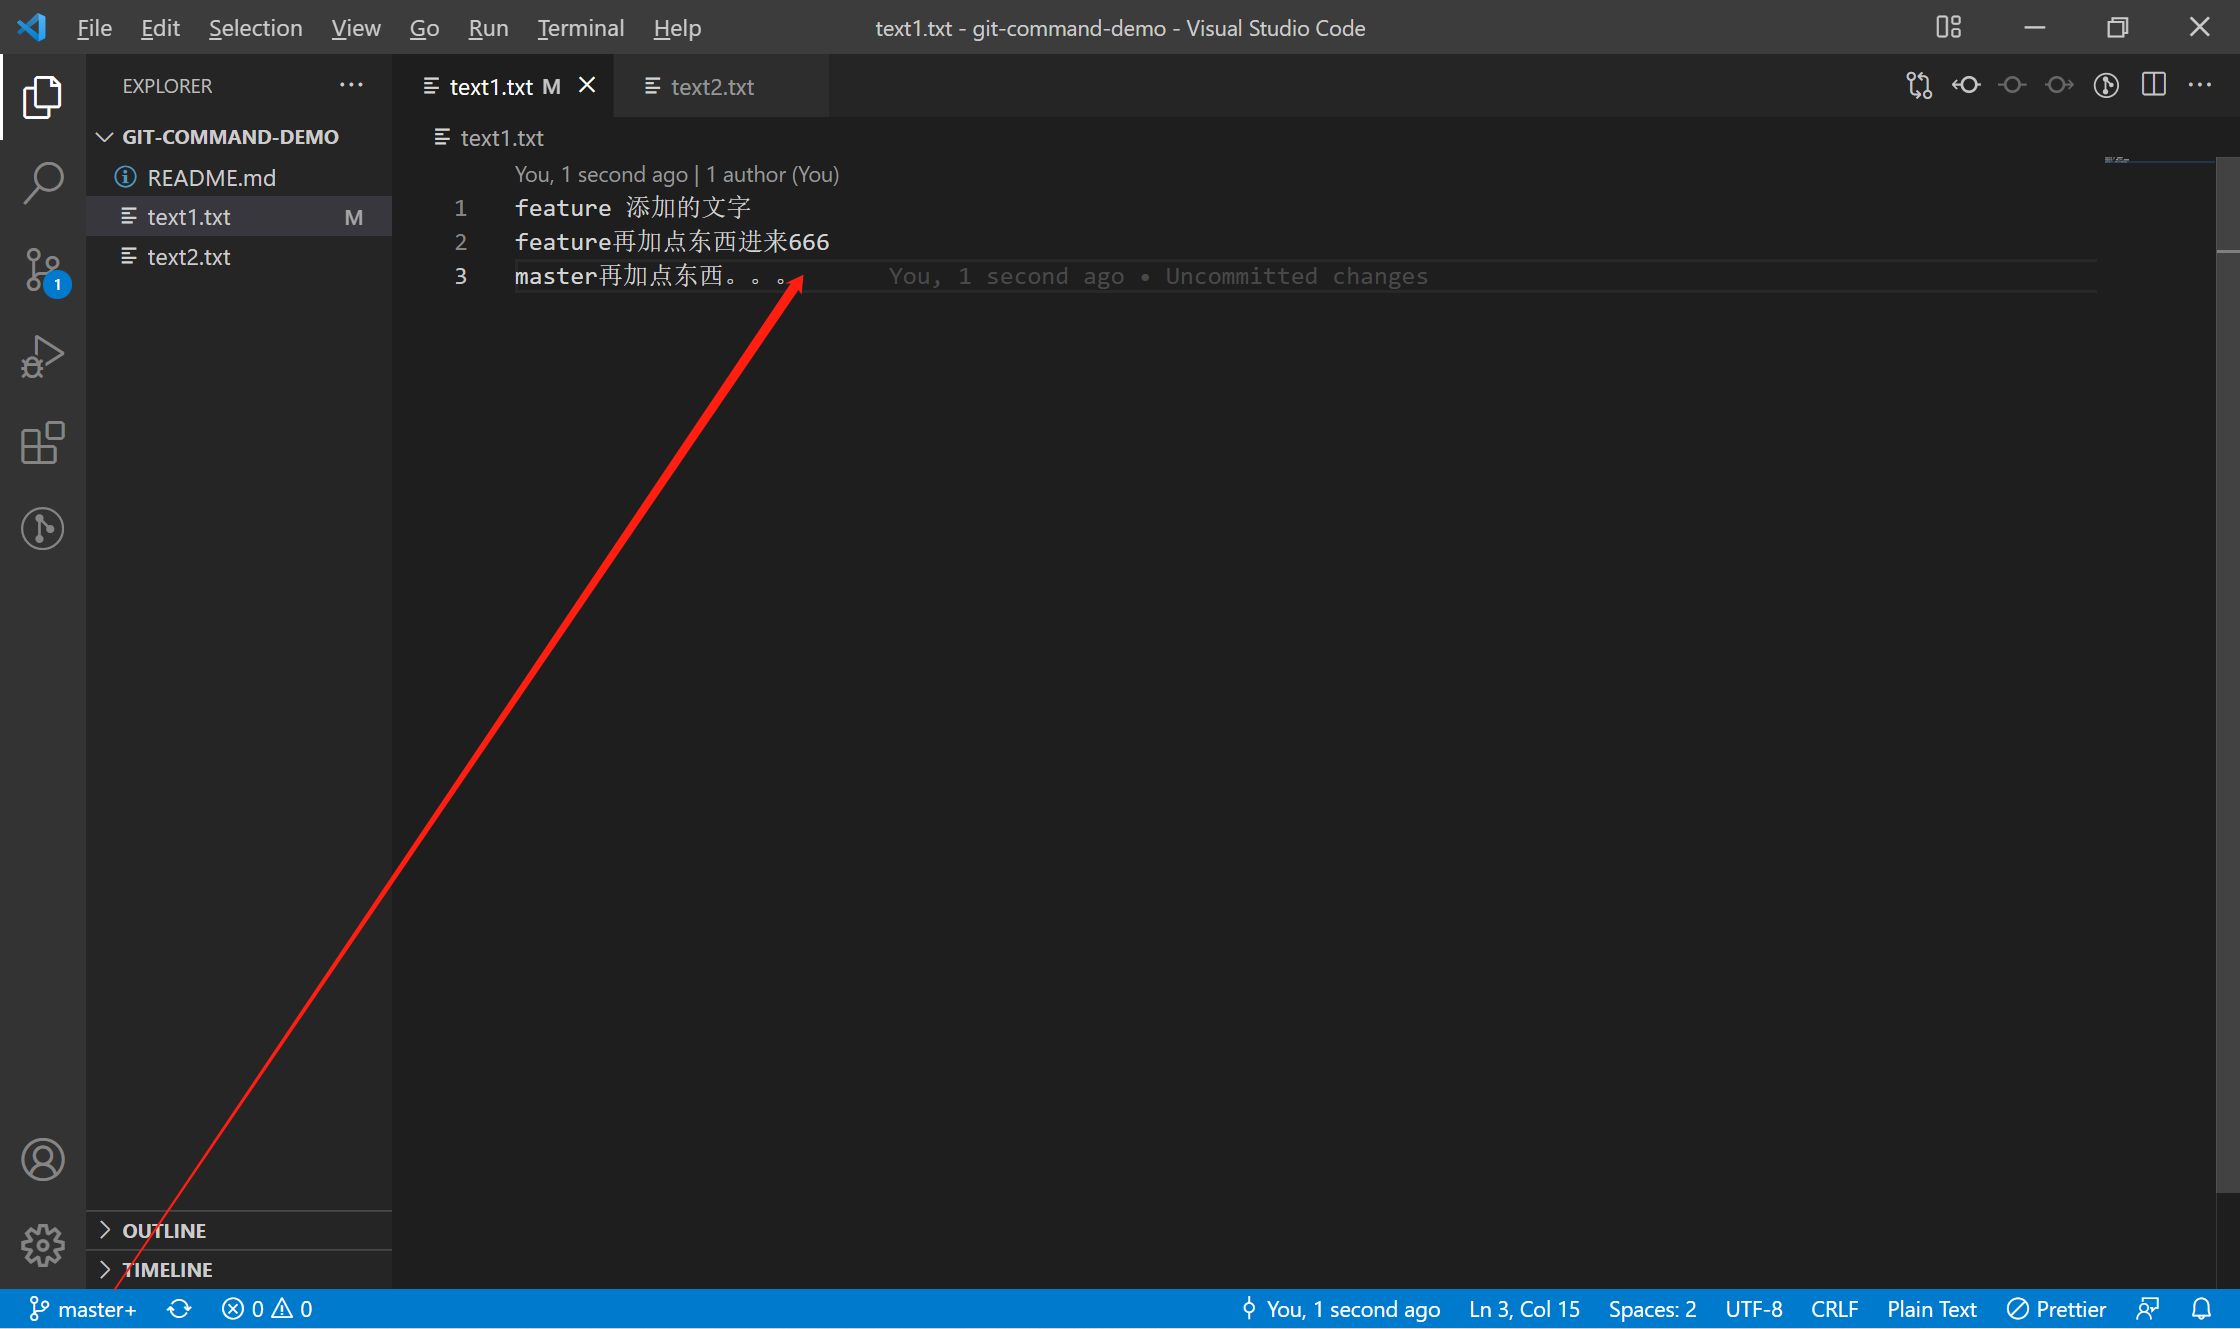 File Edit Selection View Go Run Terminal Help
text1.txt - git-command-demo - Visual Studio Code
EXPLORER
GIT-COMMAND-DEMO
README.md
text1.txt M
text2.txt
1
OUTLINE
TIMELINE
text1.txt M
text2.txt
text1.txt
You, 1 second ago | 1 author (You)
1 feature 添加的文字
2 feature再加点东西进来666
3 master再加点东西。。。 You, 1 second ago • Uncommitted changes
master+ 0 0 You, 1 second ago Ln 3, Col 15 Spaces: 2 UTF-8 CRLF Plain Text Prettier